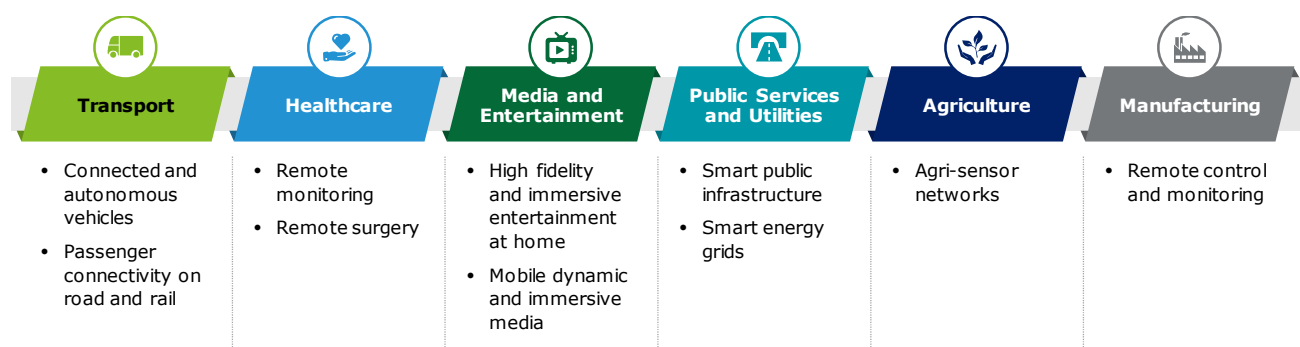 Transport
• Connected and
autonomous
vehicles
• Passenger
connectivity on
road and rail
Healthcare
• Remote
monitoring
• Remote surgery
Media and
Entertainment
• High fidelity
and immersive
entertainment
at home
• Mobile dynamic
and immersive
media
Public Services
and Utilities
• Smart public
infrastructure
• Smart energy
grids
Agriculture
• Agri-sensor
networks
Manufacturing
• Remote control
and monitoring